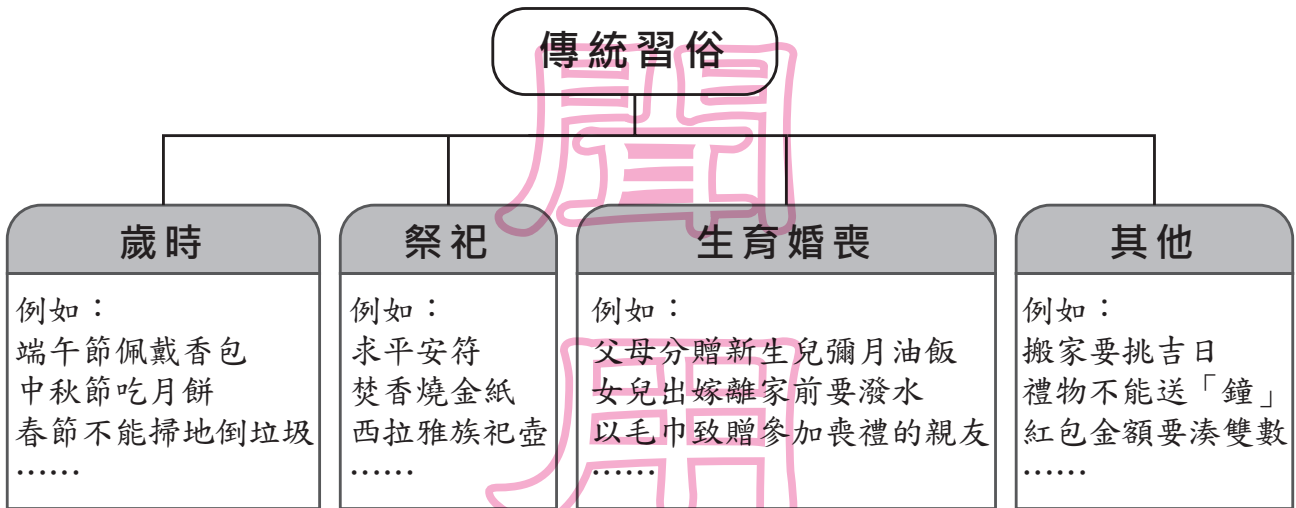 傳統習俗
歲時
例如：
端午節佩戴香包
中秋節吃月餅
春節不能掃地倒垃圾
……
祭祀
例如：
求平安符
焚香燒金紙
西拉雅族祀壺
……
生育婚喪
例如：
父母分贈新生兒彌月油飯
女兒出嫁離家前要潑水
以毛巾致贈參加喪禮的親友
……
其他
例如：
搬家要挑吉日
禮物不能送「鐘」
紅包金額要湊雙數
……